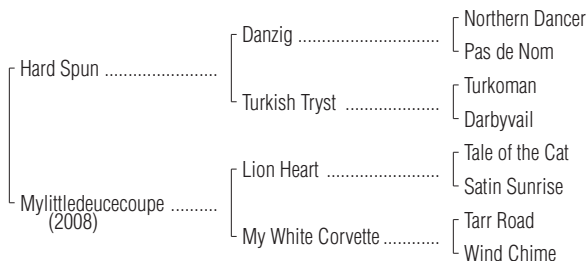 Northern Dancer
Danzig
Pas de Nom
Hard Spun
Turkoman
Turkish Tryst
Darbyvail
Tale of the Cat
Lion Heart
Satin Sunrise
Mylittledeucecoupe
(2008)
Tarr Road
My White Corvette
Wind Chime